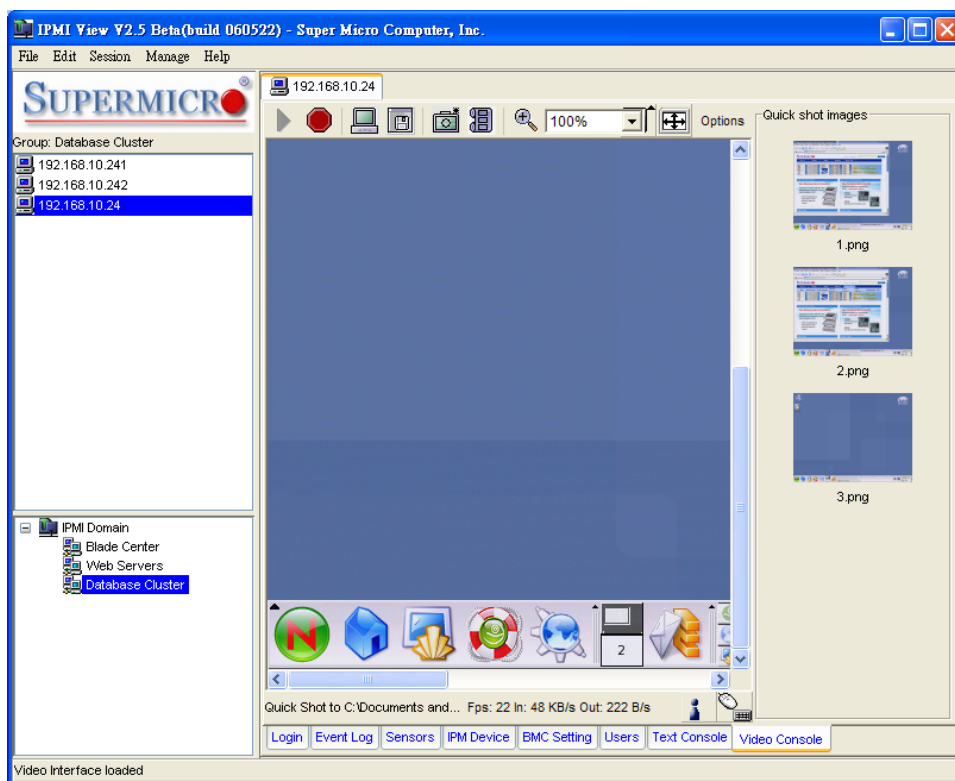 IPMI View V2.5 Beta(build 060522) - Super Micro Computer, Inc.
File Edit Session Manage Help
SUPERMICRO®
192.168.10.24
100%
Options
Quick shot images
Group: Database Cluster
192.168.10.241
192.168.10.242
192.168.10.24
1.png
2.png
3.png
IPMI Domain
Blade Center
Web Servers
Database Cluster
N
2
Quick Shot to C:\Documents and... Fps: 22 In: 48 KB/s Out: 222 B/s
Login Event Log Sensors IPM Device BMC Setting Users Text Console Video Console
Video Interface loaded